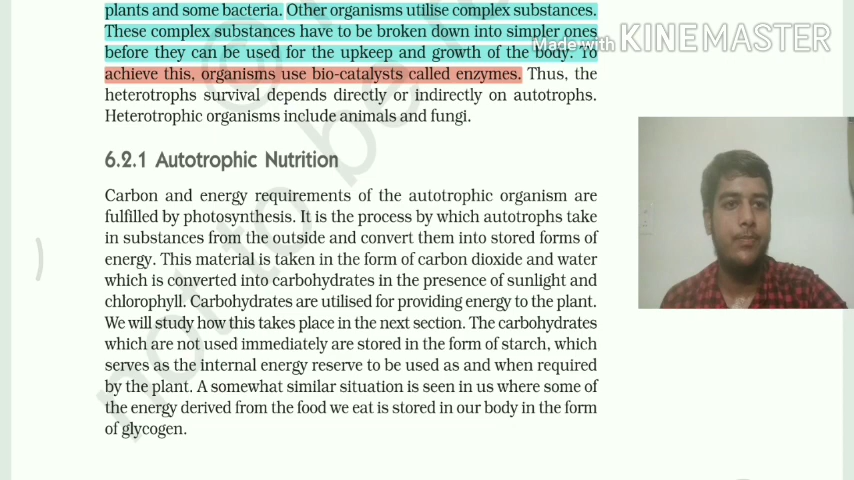 plants and some bacteria. Other organisms utilise complex substances.
These complex substances have to be broken down into simpler ones
before they can be used for the upkeep and growth of the body. To
Made with KINEMASTER
achieve this, organisms use bio-catalysts called enzymes. Thus, the
heterotrophs survival depends directly or indirectly on autotrophs.
Heterotrophic organisms include animals and fungi.
6.2.1 Autotrophic Nutrition
Carbon and energy requirements of the autotrophic organism are
fulfilled by photosynthesis. It is the process by which autotrophs take
in substances from the outside and convert them into stored forms of
energy. This material is taken in the form of carbon dioxide and water
which is converted into carbohydrates in the presence of sunlight and
chlorophyll. Carbohydrates are utilised for providing energy to the plant.
We will study how this takes place in the next section. The carbohydrates
which are not used immediately are stored in the form of starch, which
serves as the internal energy reserve to be used as and when required
by the plant. A somewhat similar situation is seen in us where some of
the energy derived from the food we eat is stored in our body in the form
of glycogen.
not to be